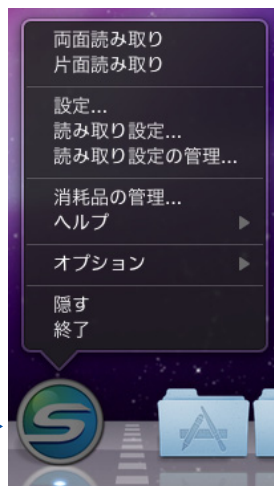 両面読み取り
片面読み取り
設定...
読み取り設定...
読み取り設定の管理...
消耗品の管理...
ヘルプ
オプション
隠す
終了
S